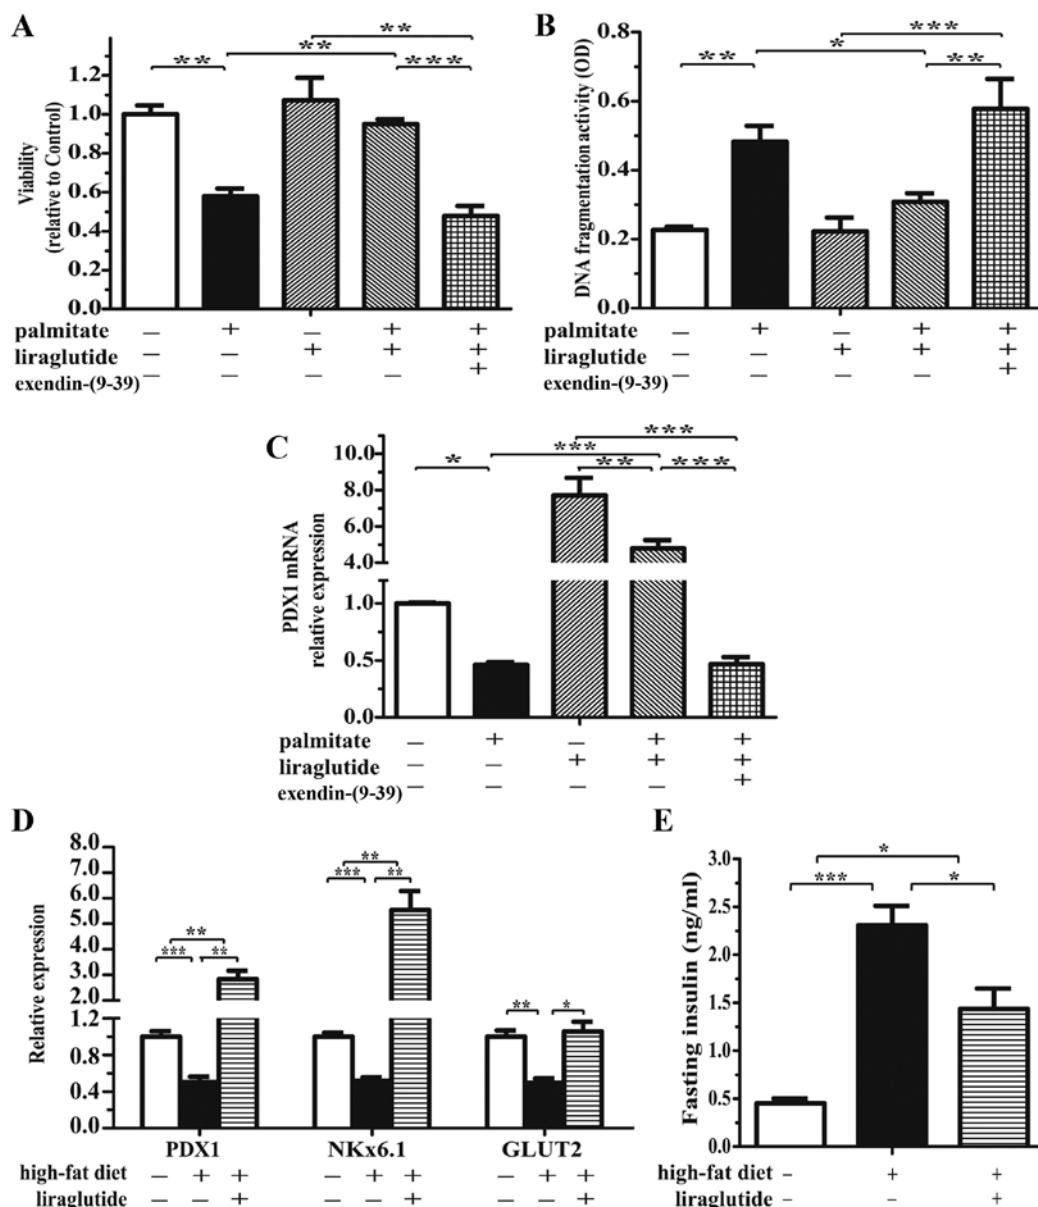 A
** ** ** ***
Viability
(relative to Control)
1.2
1.0
0.8
0.6
0.4
0.2
0.0
palmitate – + – + +
liraglutide – – + + +
exendin-(9-39) – – – – +
B
** * *** **
DNA fragmentation activity (OD)
0.8
0.6
0.4
0.2
0.0
palmitate – + – + +
liraglutide – – + + +
exendin-(9-39) – – – – +
C
* *** ** *** ***
PDX1 mRNA
relative expression
10.0
8.0
6.0
4.0
1.0
0.5
0.0
palmitate – + – + +
liraglutide – – + + +
exendin-(9-39) – – – – +
D
Relative expression
8.0
7.0
6.0
5.0
4.0
3.0
2.0
1.2
0.8
0.4
0.0
** *** **
** *** **
** *
PDX1 NKx6.1 GLUT2
high-fat diet – + + – + + – + +
liraglutide – – + – – + – – +
E
* *** *
Fasting insulin (ng/ml)
3.0
2.5
2.0
1.5
1.0
0.5
0.0
high-fat diet - + +
liraglutide - - +